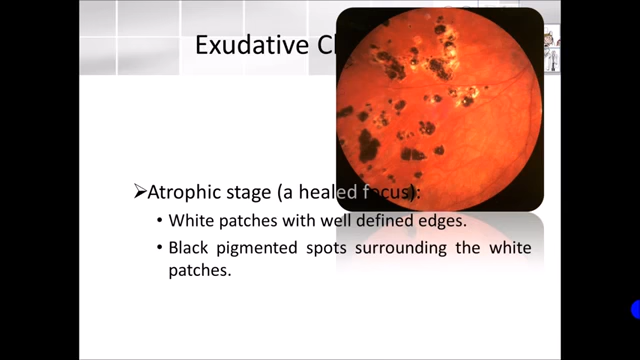 Exudative
Atrophic stage (a healed focus):
• White patches with well defined edges.
• Black pigmented spots surrounding the white
patches.